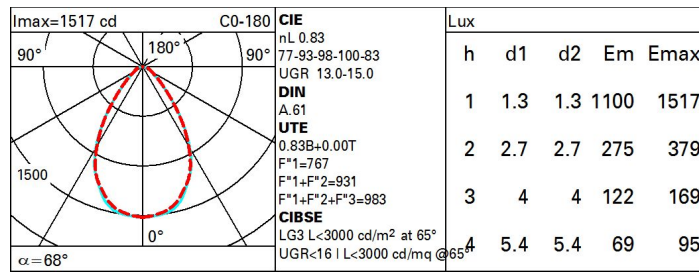 Imax=1517 cd C0-180
90° 180° 90°
1500
0°
α=68°
CIE
nL 0.83
77-93-98-100-83
UGR 13.0-15.0
DIN
A.61
UTE
0.83B+0.00T
F"1=767
F"1+F"2=931
F"1+F"2+F"3=983
CIBSE
LG3 L<3000 cd/m² at 65°
UGR<16 | L<3000 cd/mq @65°
Lux
h d1 d2 Em Emax
1 1.3 1.3 1100 1517
2 2.7 2.7 275 379
3 4 4 122 169
4 5.4 5.4 69 95